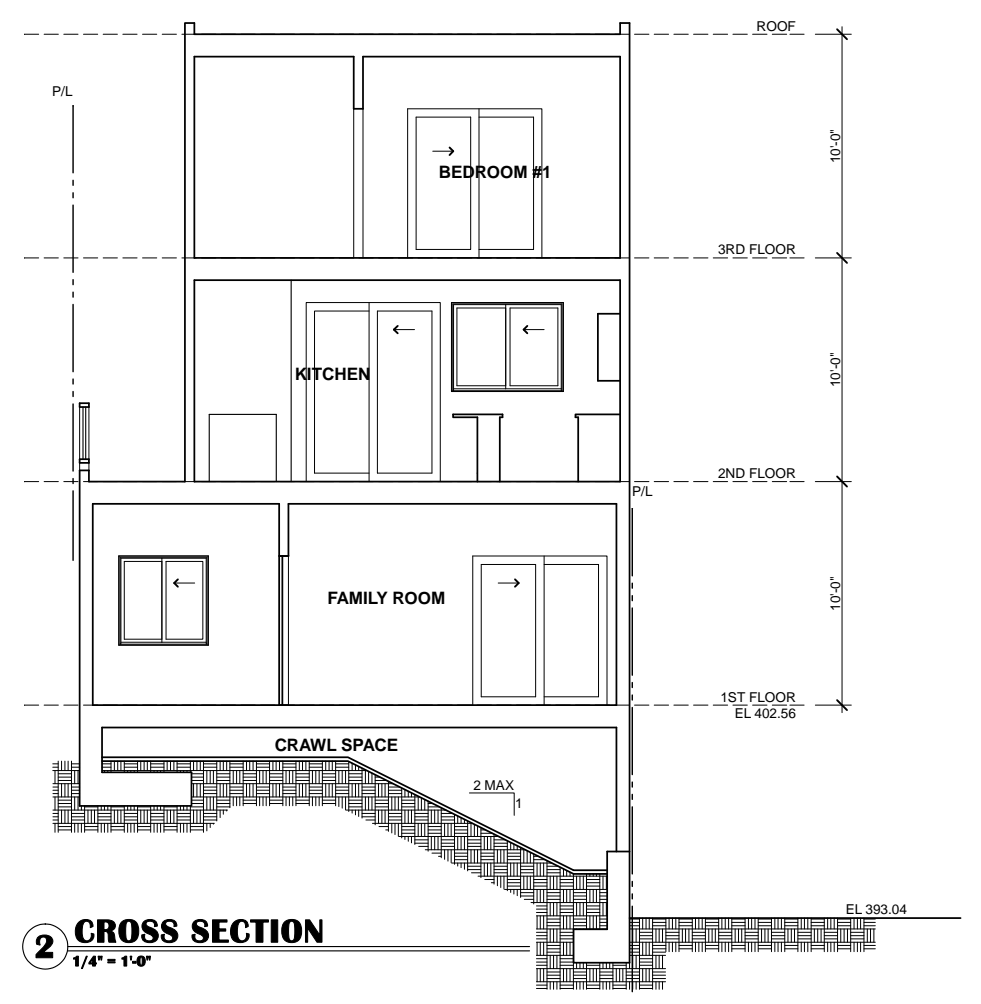 ROOF
P/L
10'-0"
BEDROOM #1
3RD FLOOR
10'-0"
KITCHEN
2ND FLOOR
P/L
10'-0"
FAMILY ROOM
1ST FLOOR
EL 402.56
CRAWL SPACE
2 MAX
1
EL 393.04
2 CROSS SECTION
1/4" = 1'-0"